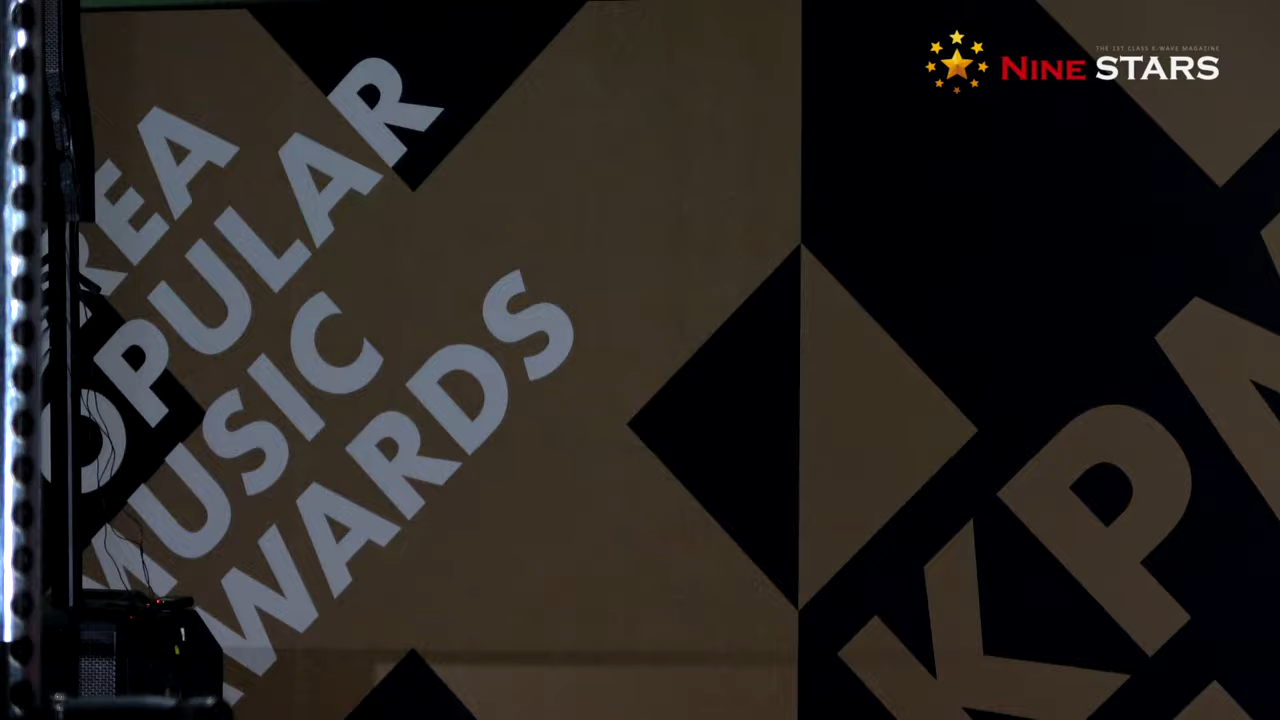 THE 1ST CLASS K-WAVE MAGAZINE
NINE STARS
REA
OPULAR
MUSIC
WARDS
KPM